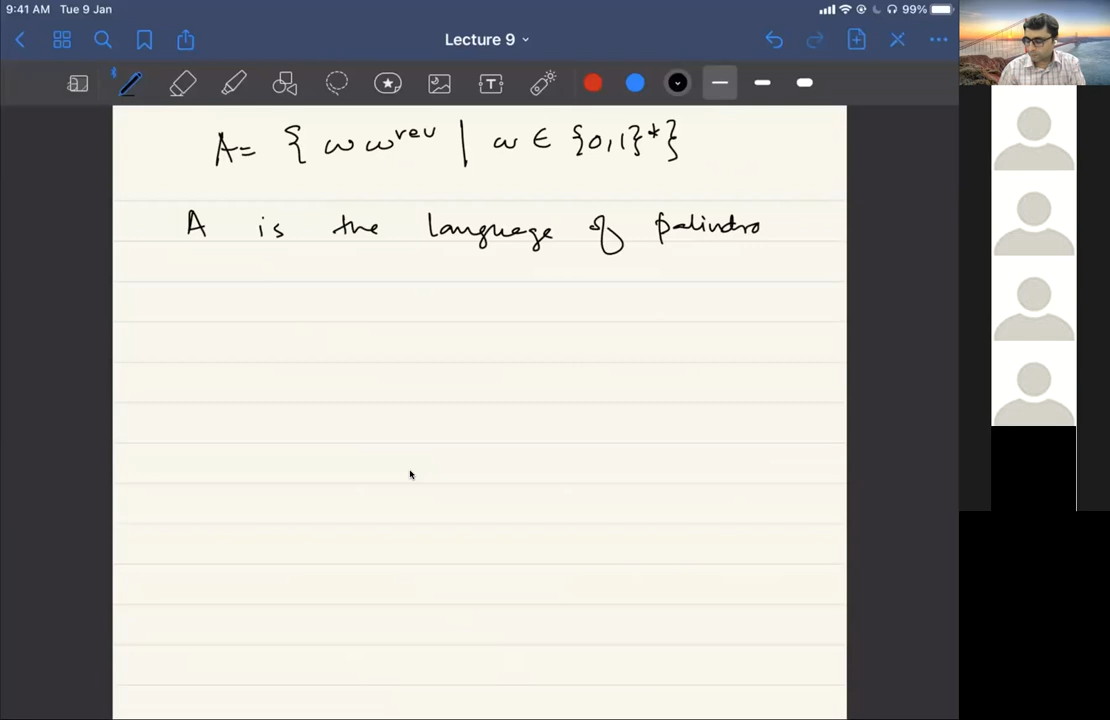 9:41 AM Tue 9 Jan 99%
Lecture 9
A= { ω ω^rev | ω ∈ {0,1}* }
A is the language of palindro